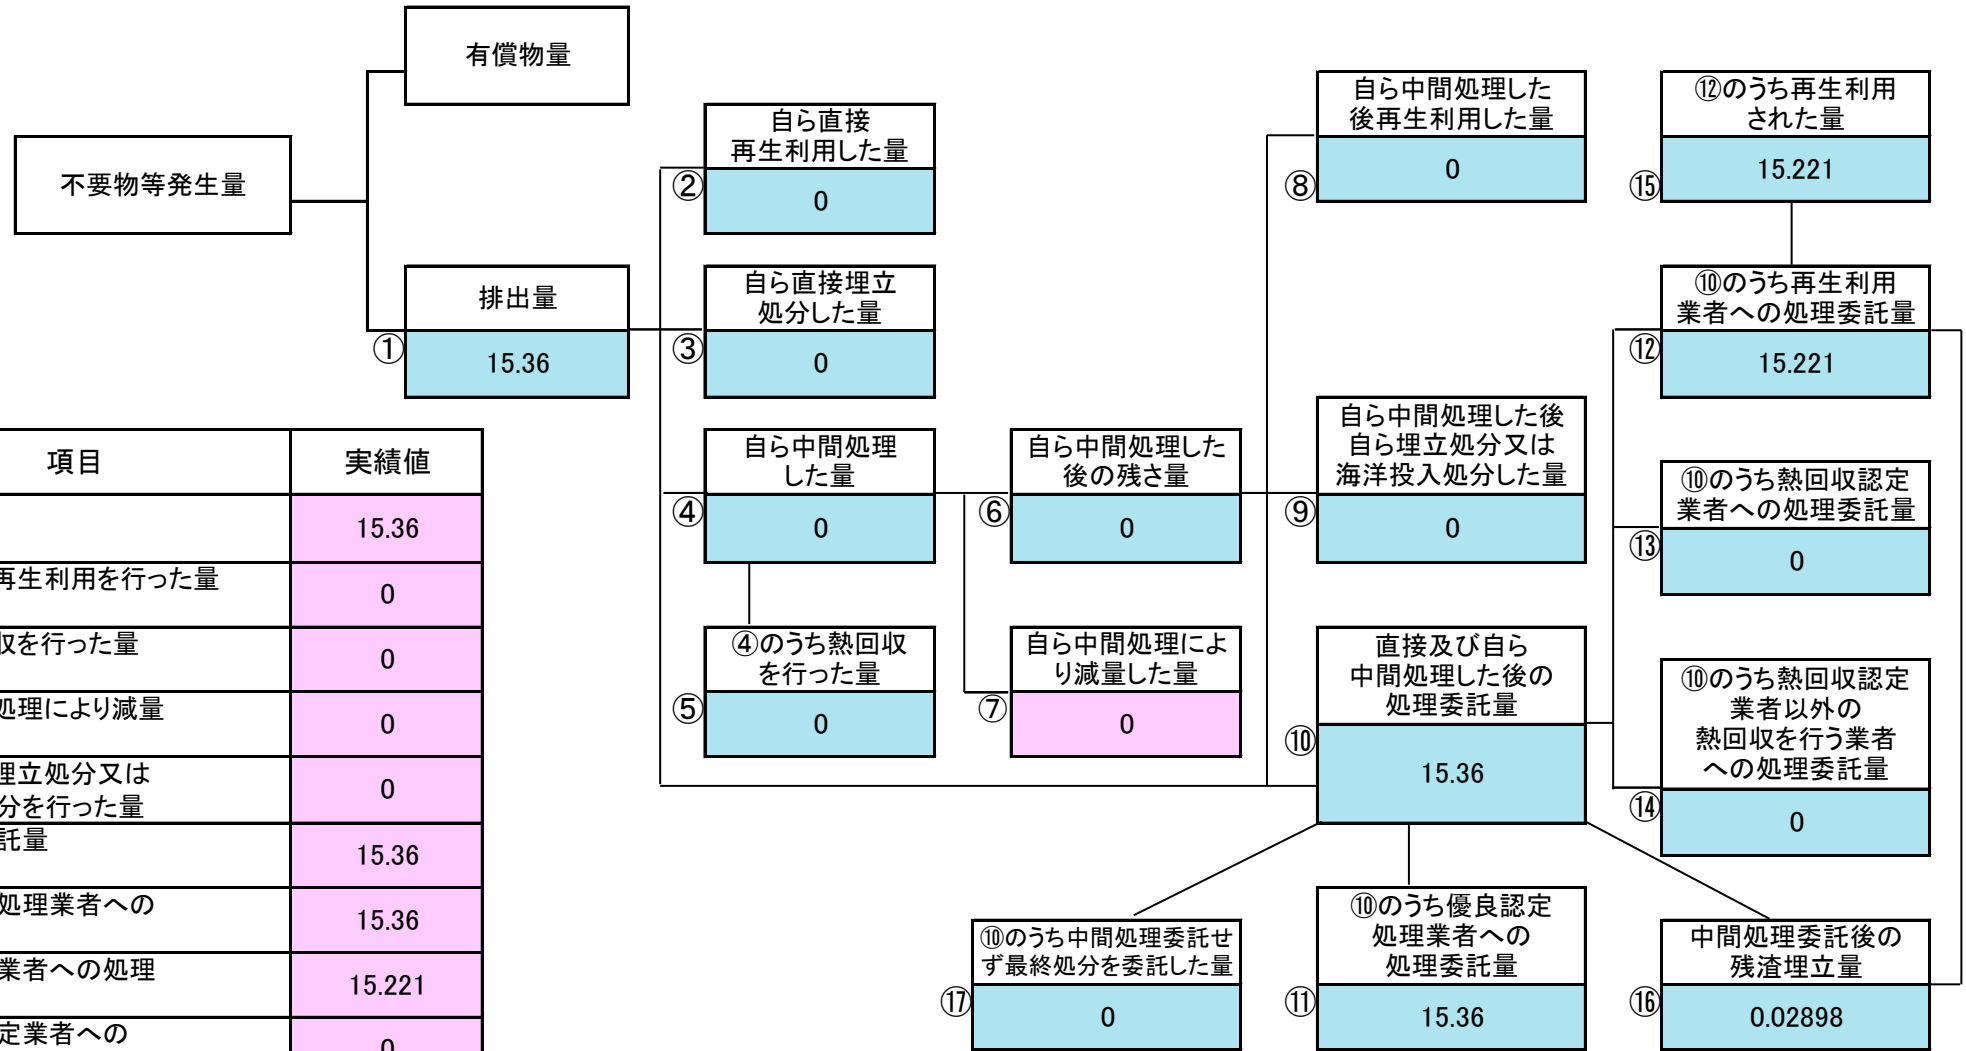 有償物量
不要物等発生量
排出量
①
15.36
自ら直接
再生利用した量
②
0
自ら直接埋立
処分した量
③
0
自ら中間処理
した量
④
0
④のうち熱回収
を行った量
⑤
0
自ら中間処理した
後の残さ量
⑥
0
自ら中間処理によ
り減量した量
⑦
0
自ら中間処理した
後再生利用した量
⑧
0
自ら中間処理した後
自ら埋立処分又は
海洋投入処分した量
⑨
0
直接及び自ら
中間処理した後の
処理委託量
⑩
15.36
⑩のうち優良認定
処理業者への
処理委託量
⑪
15.36
⑫のうち再生利用
された量
⑮
15.221
⑩のうち再生利用
業者への処理委託量
⑫
15.221
⑩のうち熱回収認定
業者への処理委託量
⑬
0
⑩のうち熱回収認定
業者以外の
熱回収を行う業者
への処理委託量
⑭
0
中間処理委託後の
残渣埋立量
⑯
0.02898
⑩のうち中間処理委託せ
ず最終処分を委託した量
⑰
0
項目
実績値
15.36
再生利用を行った量
0
収を行った量
0
処理により減量
0
埋立処分又は
分を行った量
0
託量
15.36
処理業者への
15.36
業者への処理
15.221
定業者への
0